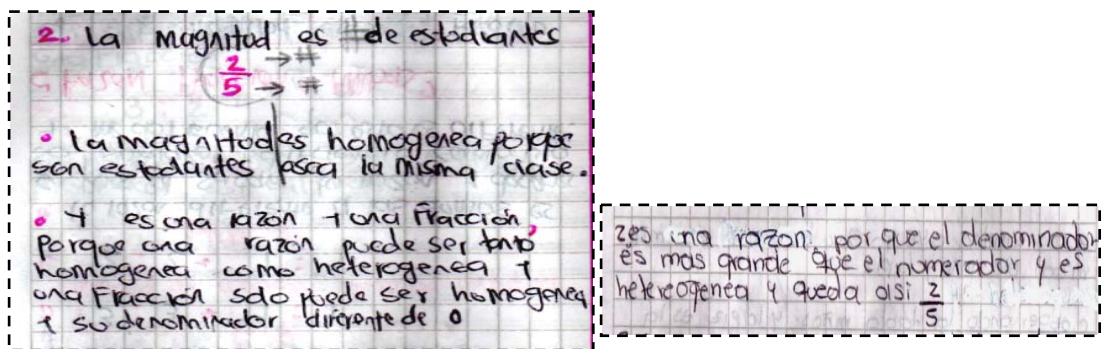 2. la magnitud es # de estudiantes
2 → #
5 → #
• la magnitud es homogenea porque
son estudiantes osea la misma clase.
• Y es una razón y una Fracción,
Porque una razón puede ser tanto
homogenea como heterogenea y
una Fracción solo puede ser homogenea
y su denominador diferente de 0
2es una razon, por que el denominador
es mas grande que el numerador y es
hetereogenea y queda asi 2/5